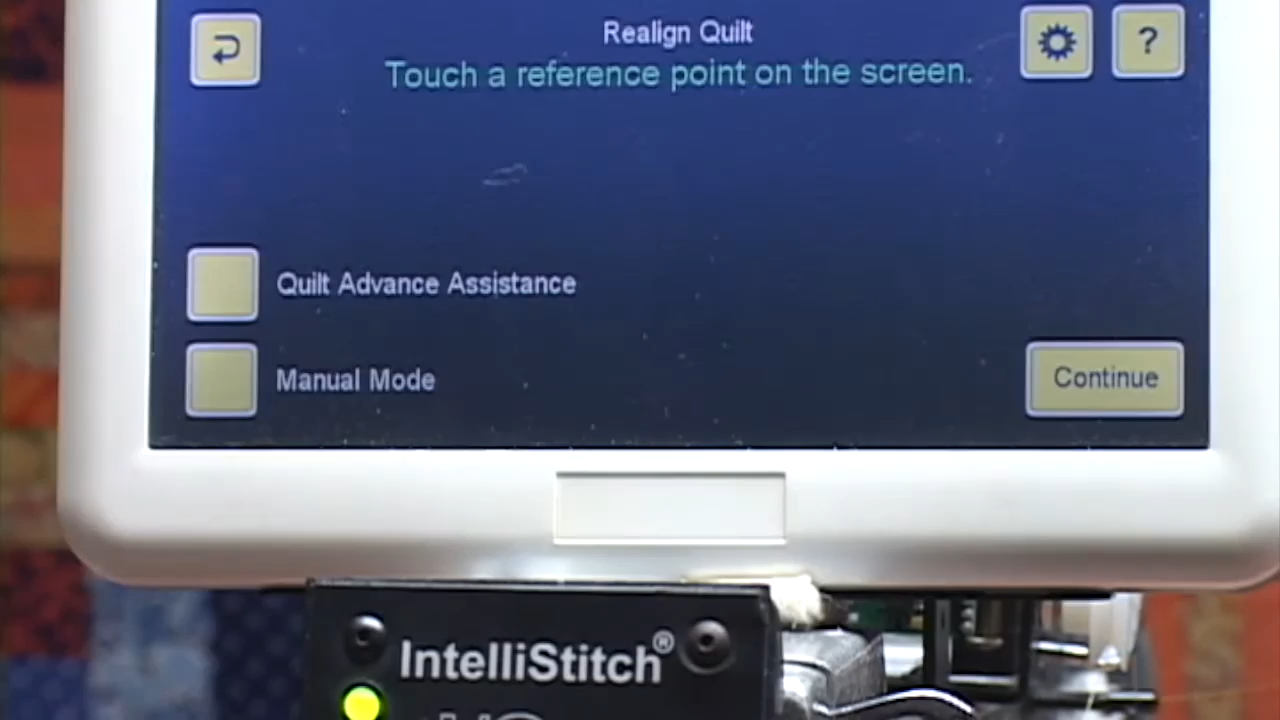 Realign Quilt
Touch a reference point on the screen.
?
Quilt Advance Assistance
Manual Mode
Continue
IntelliStitch®